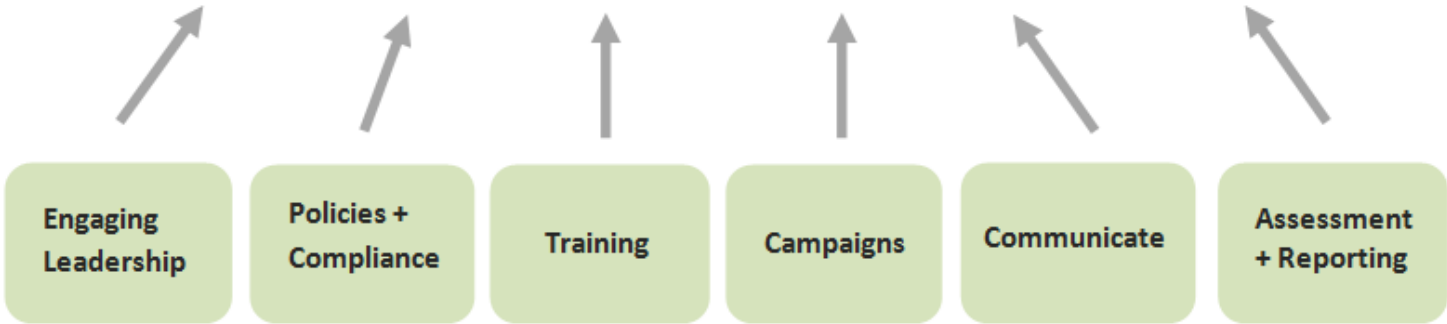 Engaging
Leadership
Policies +
Compliance
Training
Campaigns
Communicate
Assessment
+ Reporting